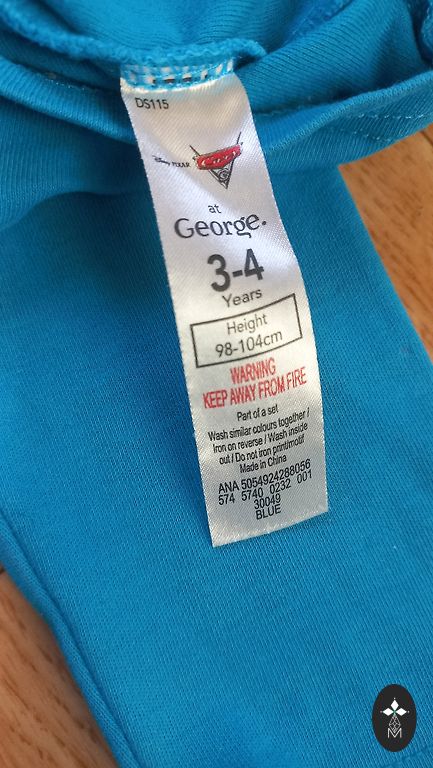 DS115
Disney PIXAR Cars
at
George.
3-4
Years
Height
98-104cm
WARNING
KEEP AWAY FROM FIRE
Part of a set
Wash similar colours together /
Iron on reverse / Wash inside
out / Do not iron print/motif
Made in China
ANA 5054924288056
574 5740 0232 001
30049
BLUE
M